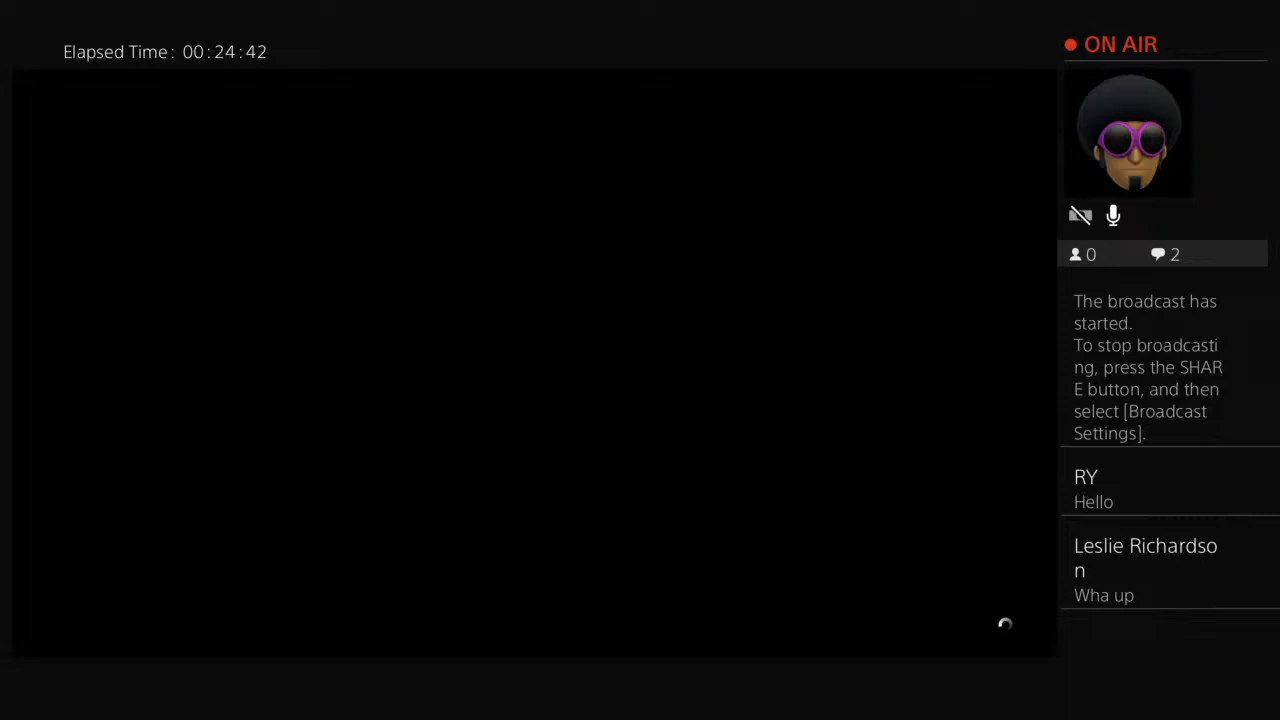 Elapsed Time: 00:24:42
ON AIR
0 2
The broadcast has
started.
To stop broadcasti
ng, press the SHAR
E button, and then
select [Broadcast
Settings].
RY
Hello
Leslie Richardso
n
Wha up